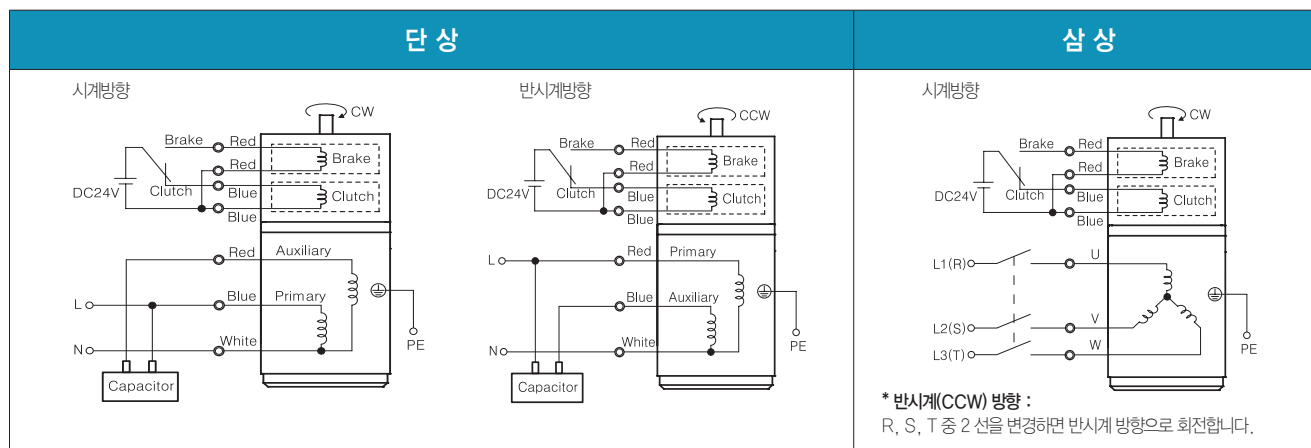 단 상
삼 상
시계방향
CW
Brake
Red
Brake
Red
DC24V
Clutch
Blue
Clutch
Blue
Red
Auxiliary
L
Blue
Primary
N
White
PE
Capacitor
반시계방향
CCW
Brake
Red
Brake
Red
DC24V
Clutch
Blue
Clutch
Blue
L
Red
Primary
Blue
Auxiliary
N
White
PE
Capacitor
시계방향
CW
Brake
Red
Brake
Red
DC24V
Clutch
Blue
Clutch
Blue
L1(R)
U
L2(S)
V
L3(T)
W
PE
* 반시계(CCW) 방향 :
R, S, T 중 2 선을 변경하면 반시계 방향으로 회전합니다.